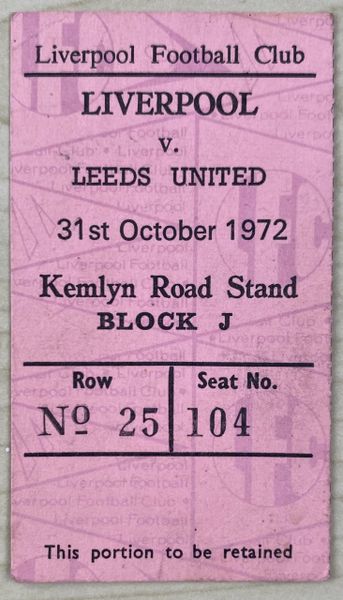 Liverpool Football Club
LIVERPOOL
v.
LEEDS UNITED
31st October 1972
Kemlyn Road Stand
BLOCK J
Row
Seat No.
Nº 25
104
This portion to be retained